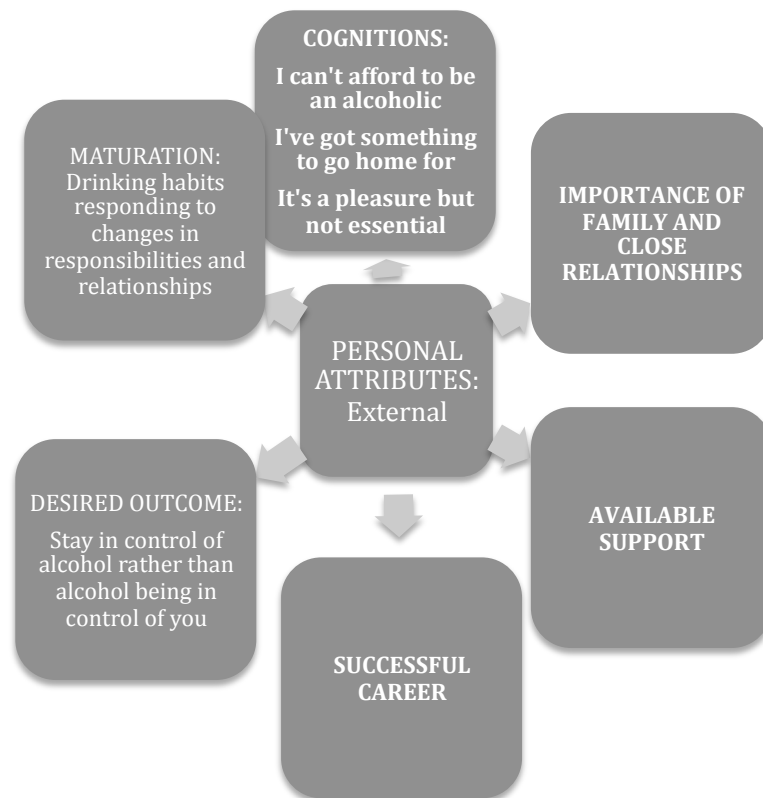 COGNITIONS:
I can't afford to be
an alcoholic
I've got something
to go home for
It's a pleasure but
not essential
MATURATION:
Drinking habits
responding to
changes in
responsibilities and
relationships
IMPORTANCE OF
FAMILY AND
CLOSE
RELATIONSHIPS
PERSONAL
ATTRIBUTES:
External
DESIRED OUTCOME:
Stay in control of
alcohol rather than
alcohol being in
control of you
AVAILABLE
SUPPORT
SUCCESSFUL
CAREER